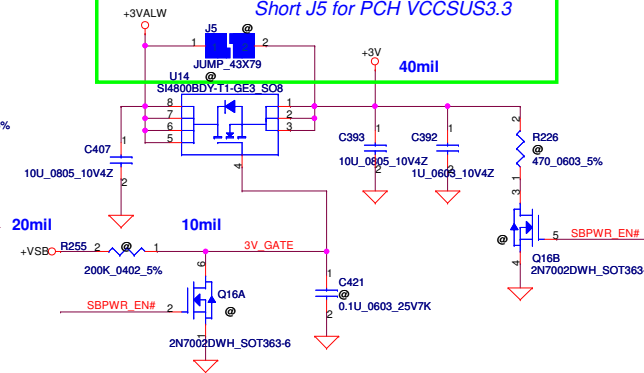 Short J5 for PCH VCCSUS3.3
+3VALW
J5
@
1
2
1
2
JUMP_43X79
+3V
40mil
U14
@
SI4800BDY-T1-GE3_SO8
8
7
6
5
1
2
3
4
%
C407
1
2
10U_0805_10V4Z
C393
1
2
10U_0805_10V4Z
C392
1
2
1U_0603_10V4Z
2
R226
@
470_0603_5%
1
3
@
5
SBPWR_EN#
4
Q16B
2N7002DWH_SOT363-
20mil
10mil
+VSB
R255
2
@
1
200K_0402_5%
3V_GATE
6
Q16A
SBPWR_EN#
2
@
1
2N7002DWH_SOT363-6
1
C421
@
0.1U_0603_25V7K
2